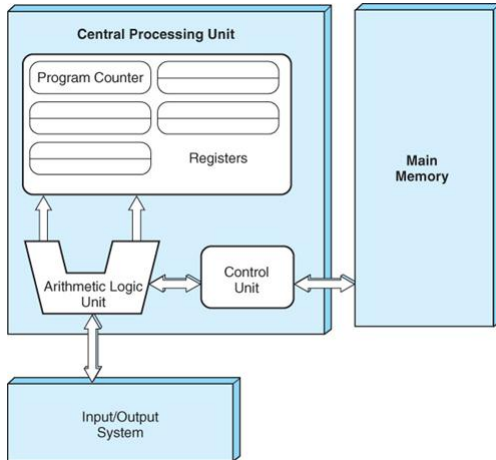 Central Processing Unit
Program Counter
Registers
Main
Memory
Arithmetic Logic
Unit
Control
Unit
Input/Output
System